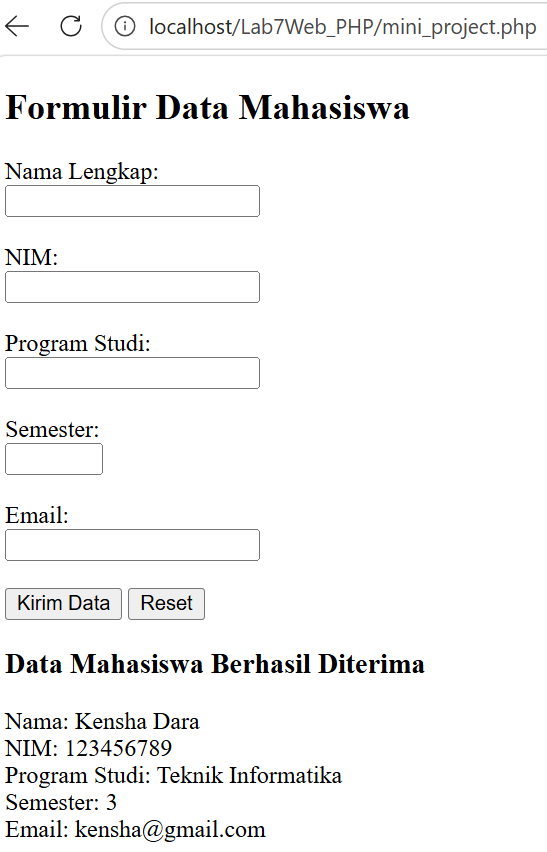 localhost/Lab7Web_PHP/mini_project.php
Formulir Data Mahasiswa
Nama Lengkap:
NIM:
Program Studi:
Semester:
Email:
Kirim Data Reset
Data Mahasiswa Berhasil Diterima
Nama: Kensha Dara
NIM: 123456789
Program Studi: Teknik Informatika
Semester: 3
Email: kensha@gmail.com